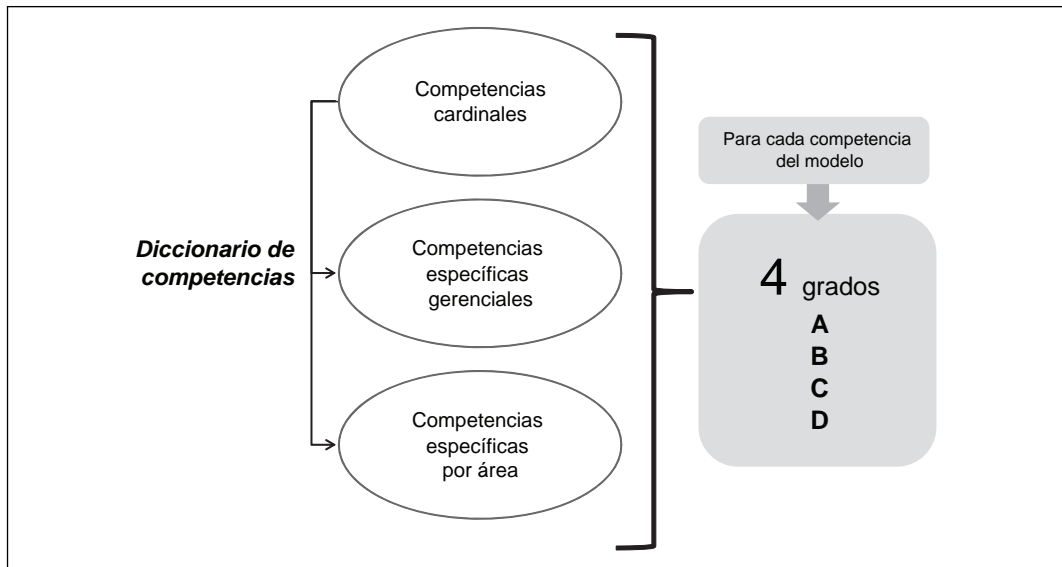 Competencias
cardinales
Diccionario de
competencias
Competencias
específicas
gerenciales
Competencias
específicas
por área
Para cada competencia
del modelo
4 grados
A
B
C
D